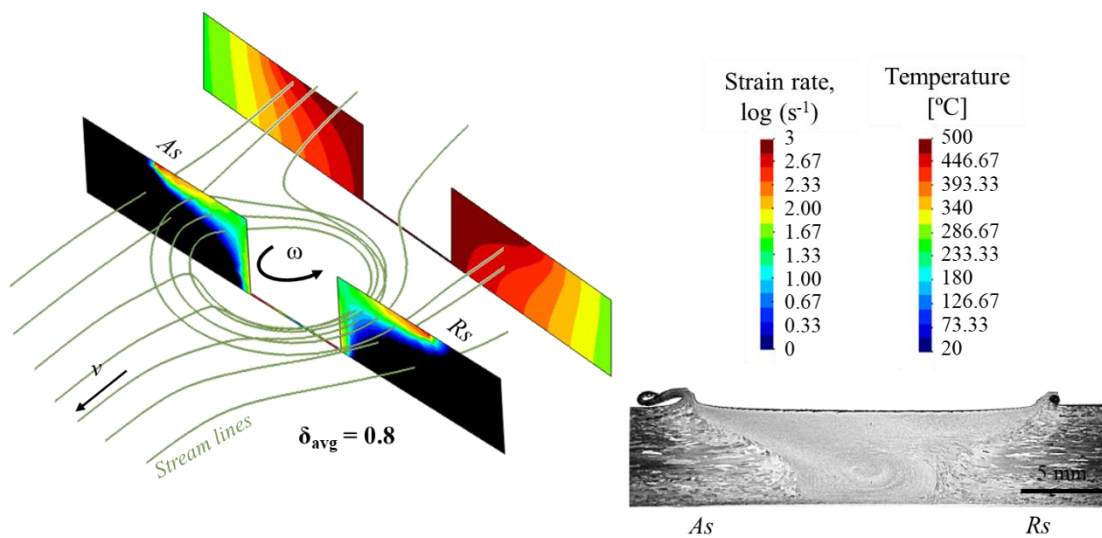 As
ω
Rs
v
Stream lines
δavg = 0.8
Strain rate,
log (s-1)
3
2.67
2.33
2.00
1.67
1.33
1.00
0.67
0.33
0
Temperature
[ºC]
500
446.67
393.33
340
286.67
233.33
180
126.67
73.33
20
5 mm
As
Rs